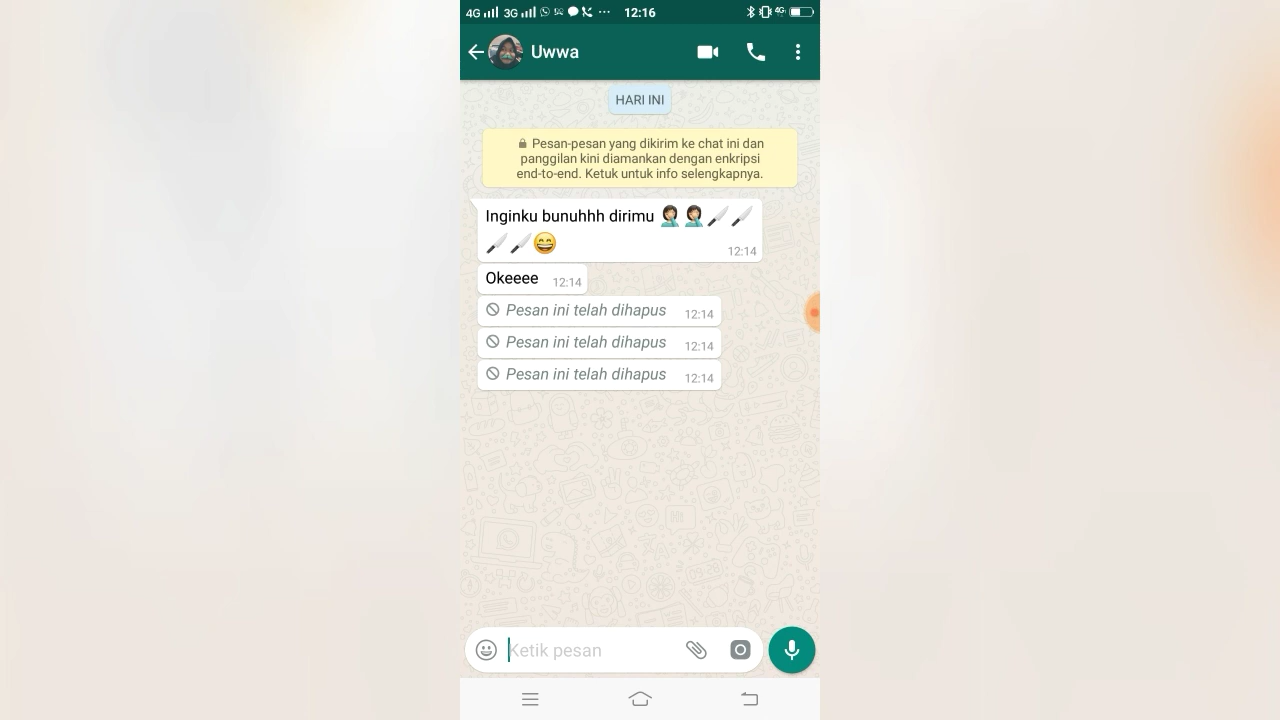 4G 3G 12:16 4G
Uwwa
HARI INI
Pesan-pesan yang dikirim ke chat ini dan
panggilan kini diamankan dengan enkripsi
end-to-end. Ketuk untuk info selengkapnya.
Inginku bunuhhh dirimu 🤦🏻‍♀️🤦🏻‍♀️🔪🔪
🔪🔪😄 12:14
Okeeee 12:14
Pesan ini telah dihapus 12:14
Pesan ini telah dihapus 12:14
Pesan ini telah dihapus 12:14
Ketik pesan